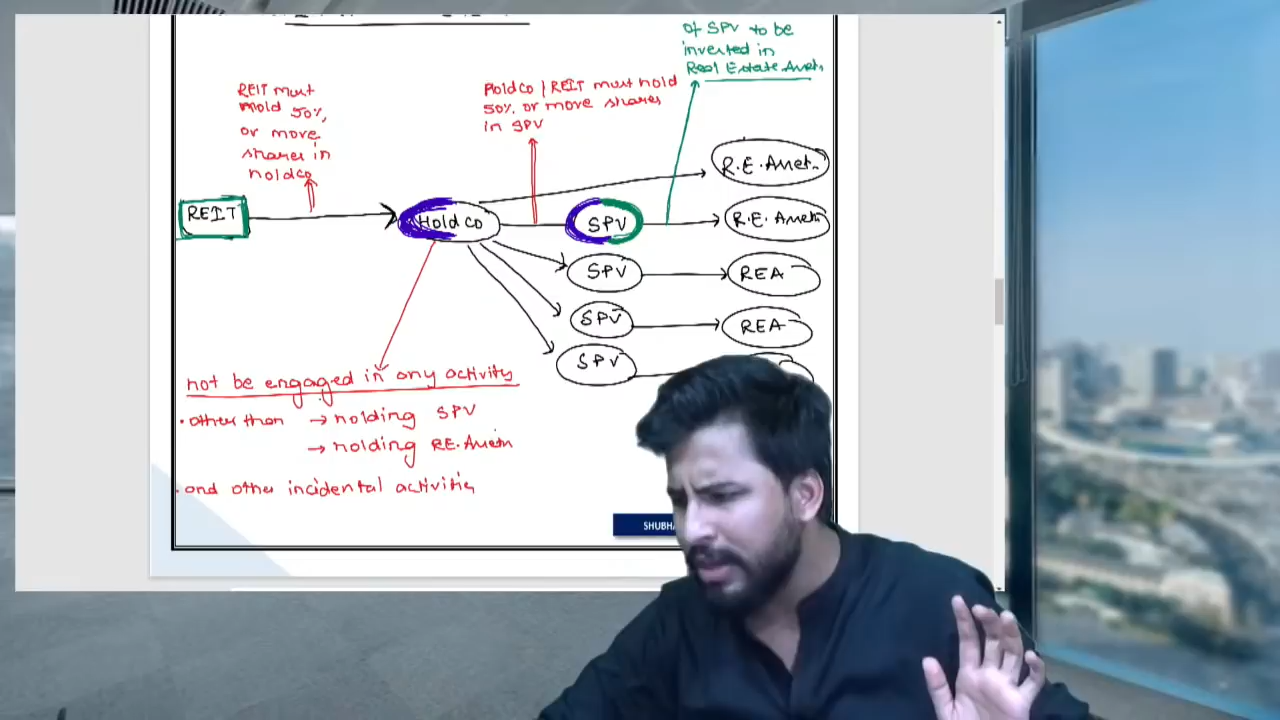 of SPV to be
inverted in
Real Estate Assets
REIT must
Hold 50%
or more
shares in
holdco
Holdco | REIT must hold
50% or more shares
in SPV
R.E. Asset
REIT
Hold Co
SPV
R.E. Assets
SPV
REA
SPV
REA
SPV
not be engaged in any activity
• other than → holding SPV
→ holding RE. Assets
• and other incidental activities